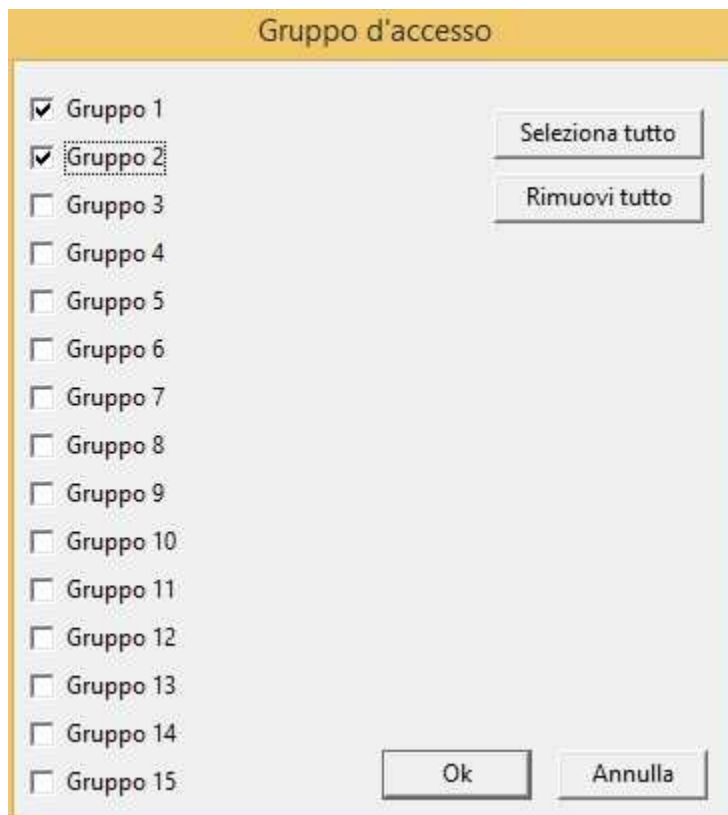 Gruppo d'accesso
Gruppo 1
Seleziona tutto
Gruppo 2
Rimuovi tutto
Gruppo 3
Gruppo 4
Gruppo 5
Gruppo 6
Gruppo 7
Gruppo 8
Gruppo 9
Gruppo 10
Gruppo 11
Gruppo 12
Gruppo 13
Gruppo 14
Gruppo 15
Ok
Annulla